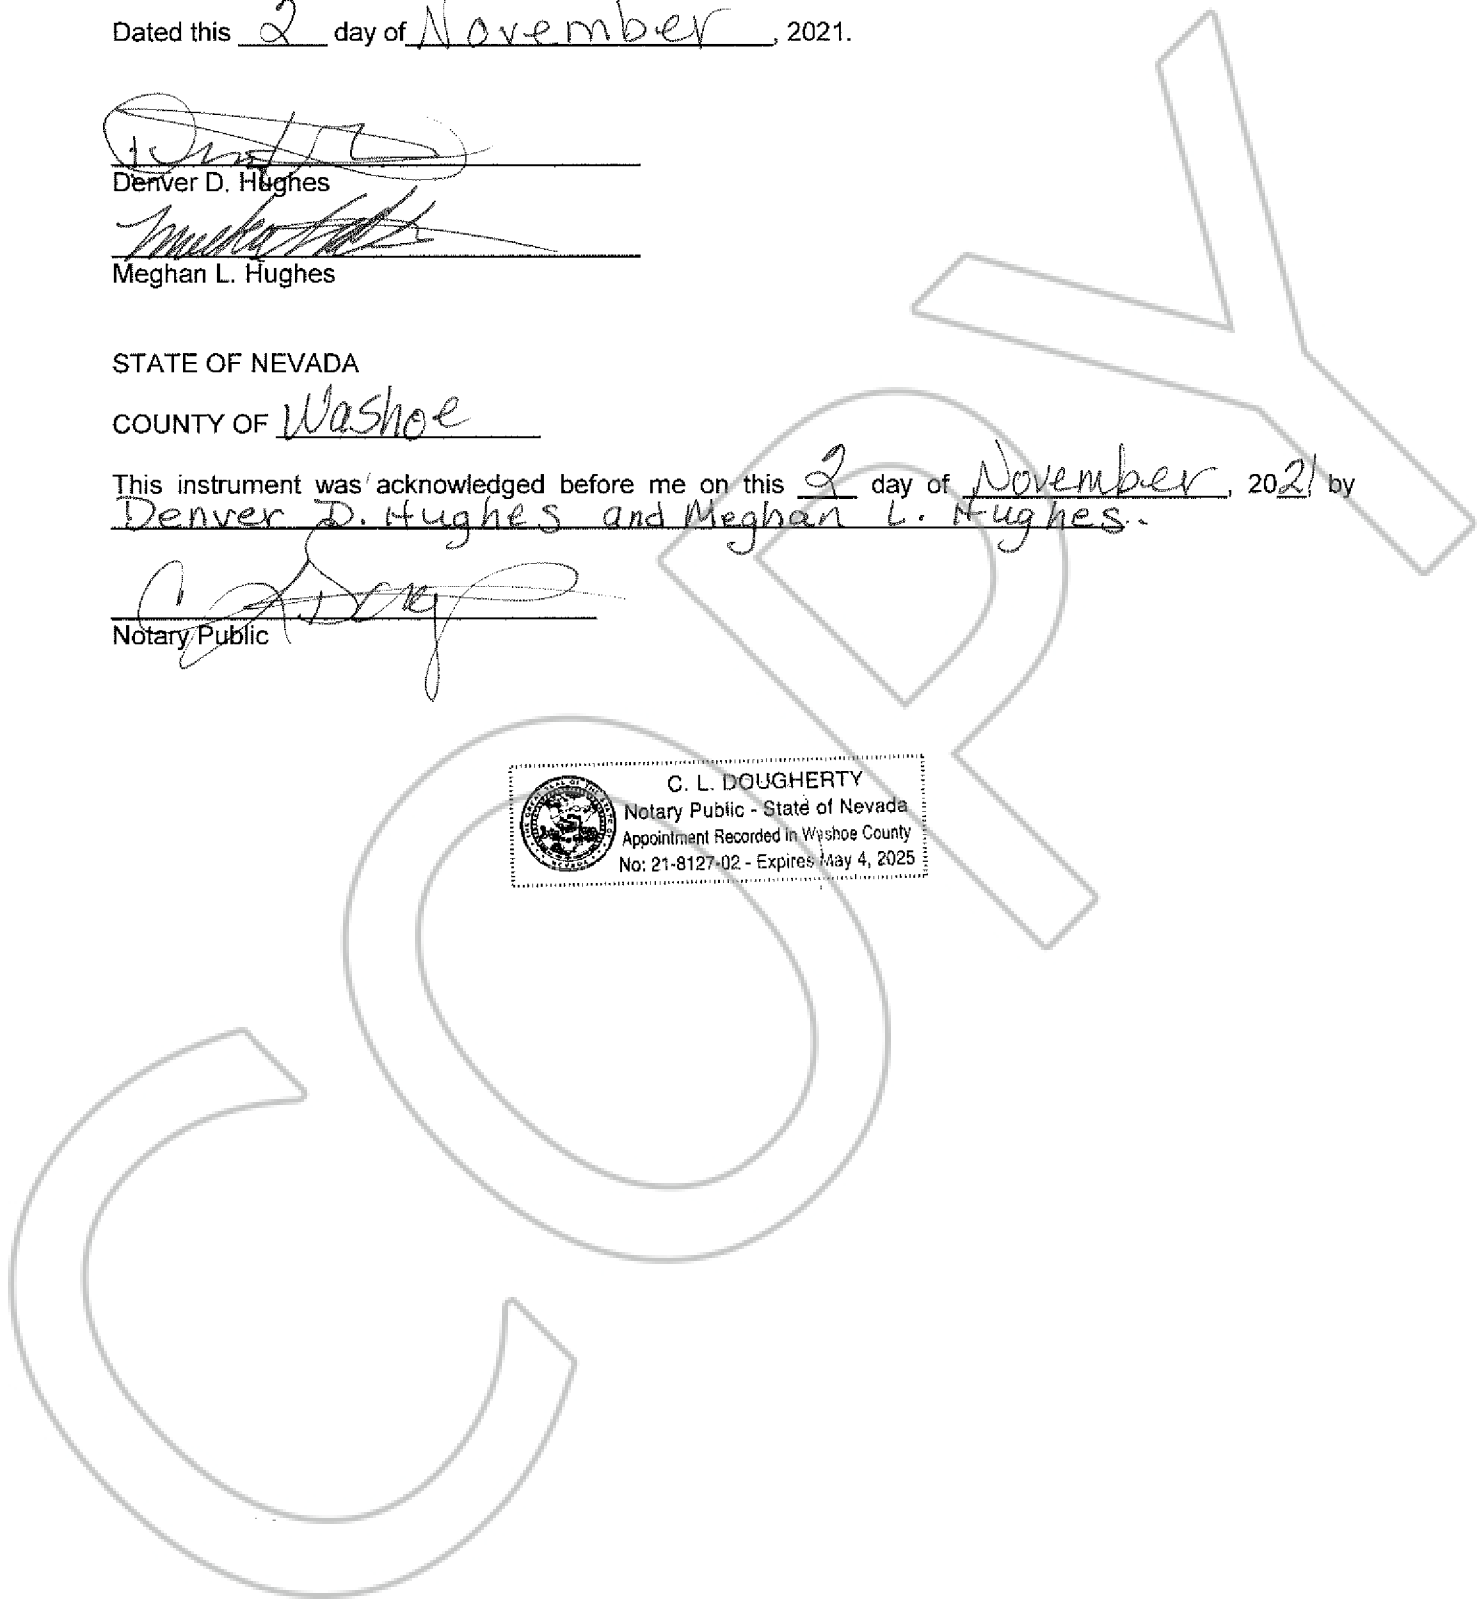 Dated this 2 day of November, 2021.
Denver D. Hughes
Meghan L. Hughes
STATE OF NEVADA
COUNTY OF Washoe
This instrument was acknowledged before me on this 2 day of November, 2021 by
Denver D. Hughes and Meghan L. Hughes.
Notary Public
C. L. DOUGHERTY
Notary Public - State of Nevada
Appointment Recorded in Washoe County
No: 21-8127-02 - Expires May 4, 2025
COPY